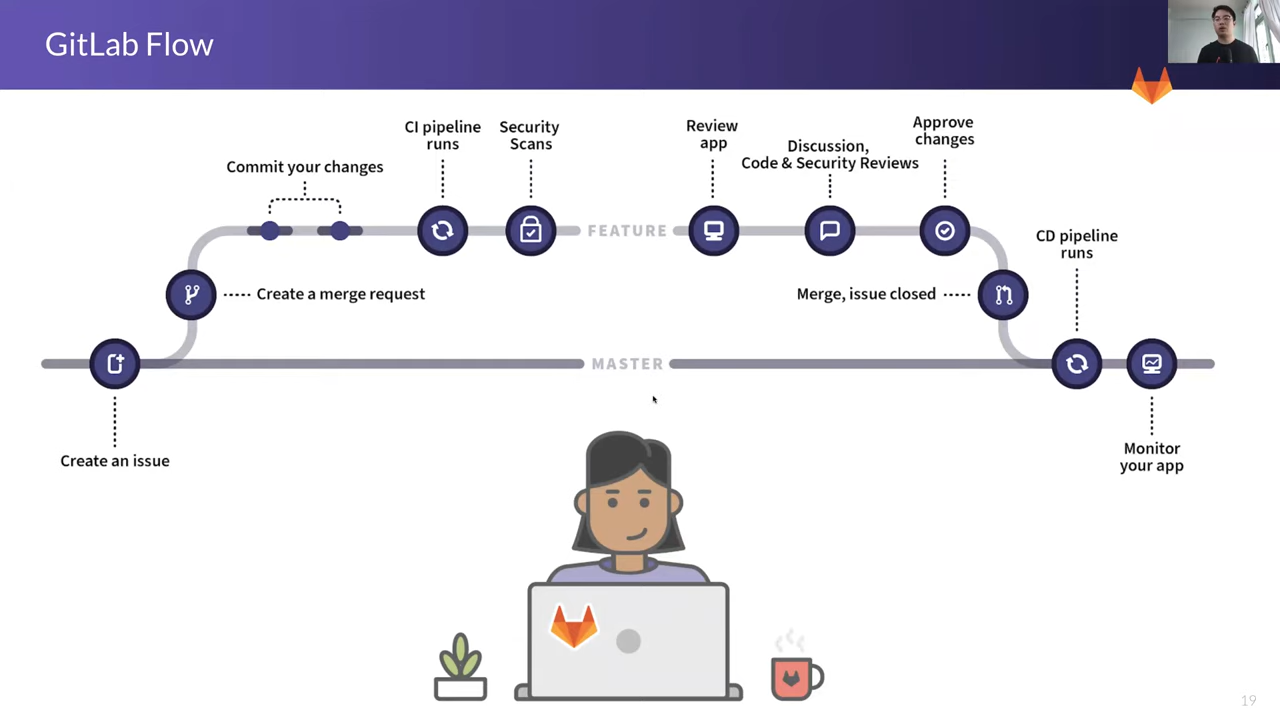 GitLab Flow
CI pipeline
runs
Security
Scans
Review
app
Discussion,
Code & Security Reviews
Approve
changes
Commit your changes
FEATURE
CD pipeline
runs
Create a merge request
Merge, issue closed
MASTER
Create an issue
Monitor
your app
19